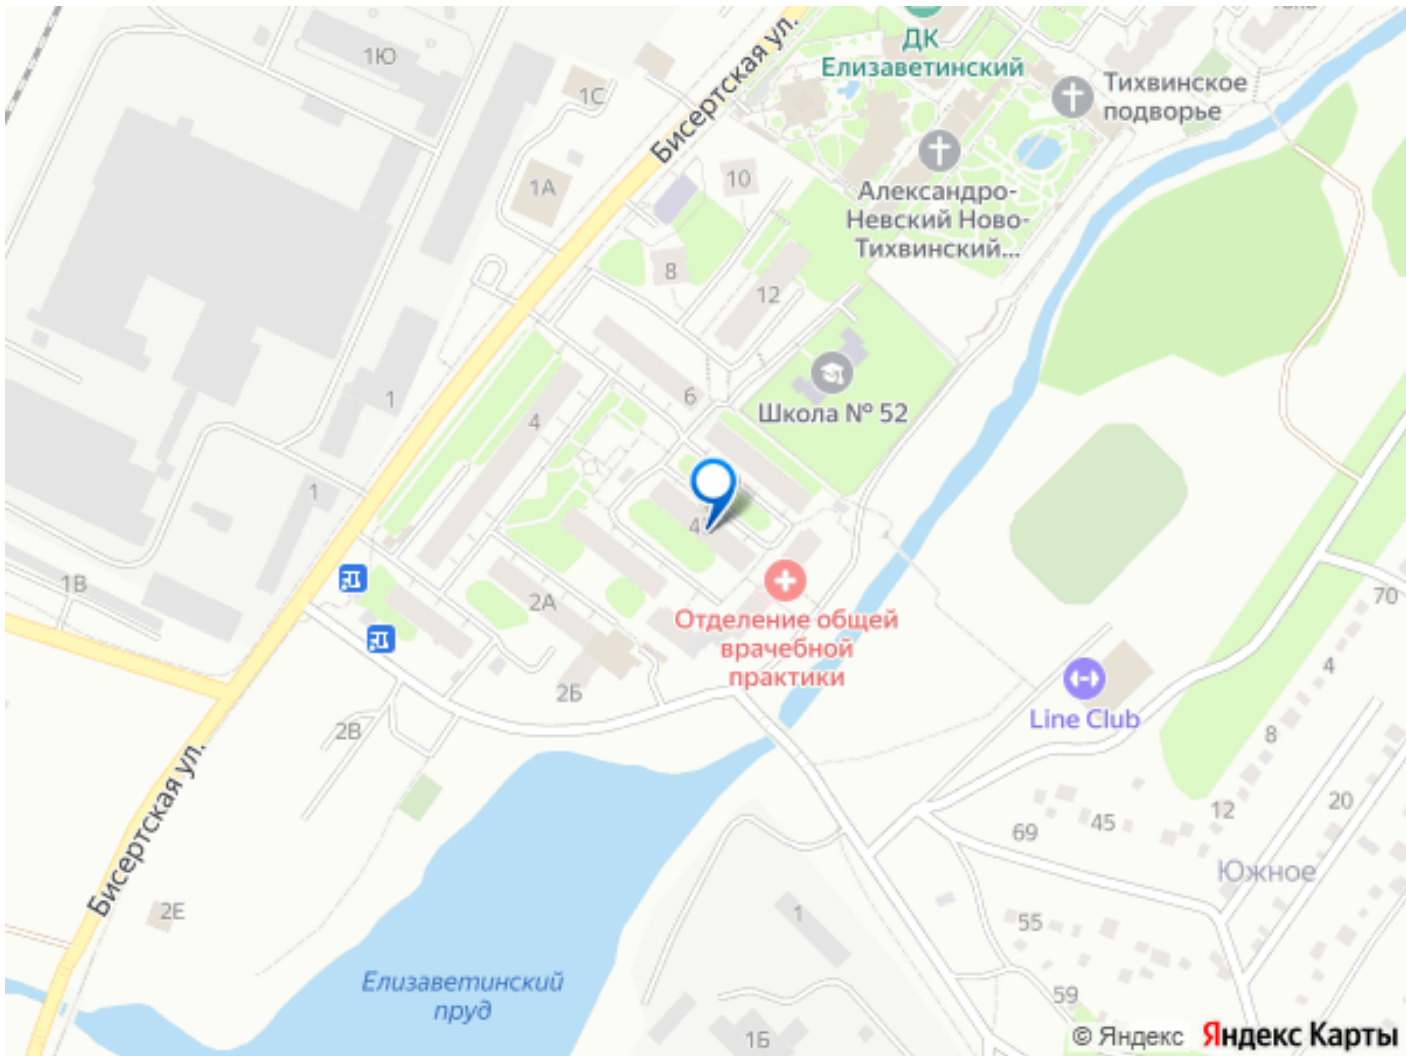 1Ю
ДК
Елизаветинский
Тихвинское
подворье
1С
Бисертская ул.
10
1А
Александро-
Невский Ново-
Тихвинский...
8
12
6
1
4
Школа № 52
1
1В
2А
Отделение общей
врачебной
практики
70
4
2Б
Line Club
2В
8
Бисертская ул.
20
12
45
69
Южное
2Е
1
55
Елизаветинский
пруд
59
1Б
© Яндекс Яндекс Карты